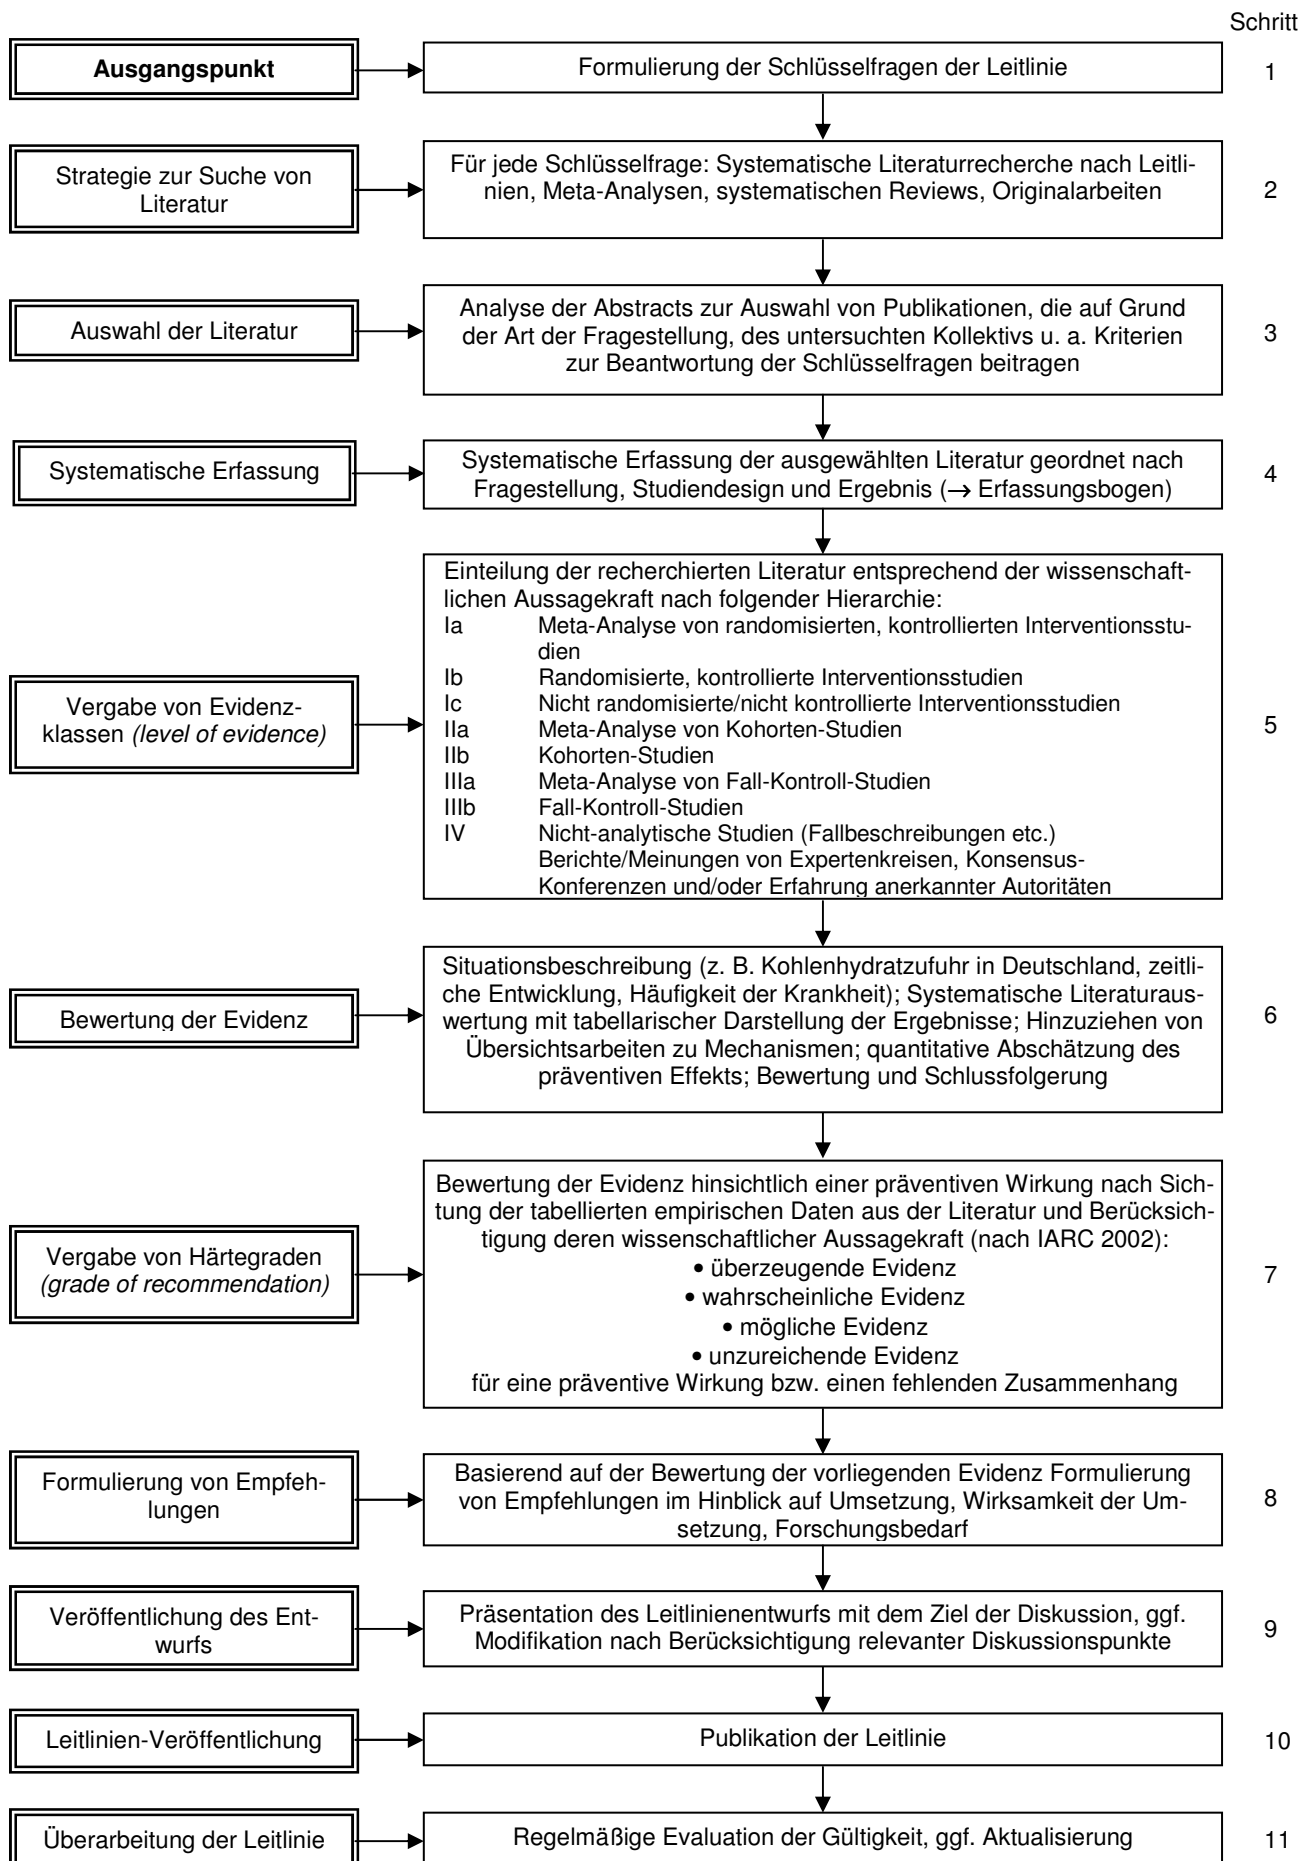 Schritt
Ausgangspunkt
Formulierung der Schlüsselfragen der Leitlinie
1
Strategie zur Suche von
Literatur
Für jede Schlüsselfrage: Systematische Literaturrecherche nach Leitli-
nien, Meta-Analysen, systematischen Reviews, Originalarbeiten
2
Auswahl der Literatur
Analyse der Abstracts zur Auswahl von Publikationen, die auf Grund
der Art der Fragestellung, des untersuchten Kollektivs u. a. Kriterien
zur Beantwortung der Schlüsselfragen beitragen
3
Systematische Erfassung
Systematische Erfassung der ausgewählten Literatur geordnet nach
Fragestellung, Studiendesign und Ergebnis (→ Erfassungsbogen)
4
Vergabe von Evidenz-
klassen (level of evidence)
Einteilung der recherchierten Literatur entsprechend der wissenschaft-
lichen Aussagekraft nach folgender Hierarchie:
Ia Meta-Analyse von randomisierten, kontrollierten Interventionsstu-
dien
Ib Randomisierte, kontrollierte Interventionsstudien
Ic Nicht randomisierte/nicht kontrollierte Interventionsstudien
IIa Meta-Analyse von Kohorten-Studien
IIb Kohorten-Studien
IIIa Meta-Analyse von Fall-Kontroll-Studien
IIIb Fall-Kontroll-Studien
IV Nicht-analytische Studien (Fallbeschreibungen etc.)
Berichte/Meinungen von Expertenkreisen, Konsensus-
Konferenzen und/oder Erfahrung anerkannter Autoritäten
5
Bewertung der Evidenz
Situationsbeschreibung (z. B. Kohlenhydratzufuhr in Deutschland, zeitli-
che Entwicklung, Häufigkeit der Krankheit); Systematische Literaturaus-
wertung mit tabellarischer Darstellung der Ergebnisse; Hinzuziehen von
Übersichtsarbeiten zu Mechanismen; quantitative Abschätzung des
präventiven Effekts; Bewertung und Schlussfolgerung
6
Vergabe von Härtegraden
(grade of recommendation)
Bewertung der Evidenz hinsichtlich einer präventiven Wirkung nach Sich-
tung der tabellierten empirischen Daten aus der Literatur und Berücksich-
tigung deren wissenschaftlicher Aussagekraft (nach IARC 2002):
• überzeugende Evidenz
• wahrscheinliche Evidenz
• mögliche Evidenz
• unzureichende Evidenz
für eine präventive Wirkung bzw. einen fehlenden Zusammenhang
7
Formulierung von Empfeh-
lungen
Basierend auf der Bewertung der vorliegenden Evidenz Formulierung
von Empfehlungen im Hinblick auf Umsetzung, Wirksamkeit der Um-
setzung, Forschungsbedarf
8
Veröffentlichung des Ent-
wurfs
Präsentation des Leitlinienentwurfs mit dem Ziel der Diskussion, ggf.
Modifikation nach Berücksichtigung relevanter Diskussionspunkte
9
Leitlinien-Veröffentlichung
Publikation der Leitlinie
10
Überarbeitung der Leitlinie
Regelmäßige Evaluation der Gültigkeit, ggf. Aktualisierung
11